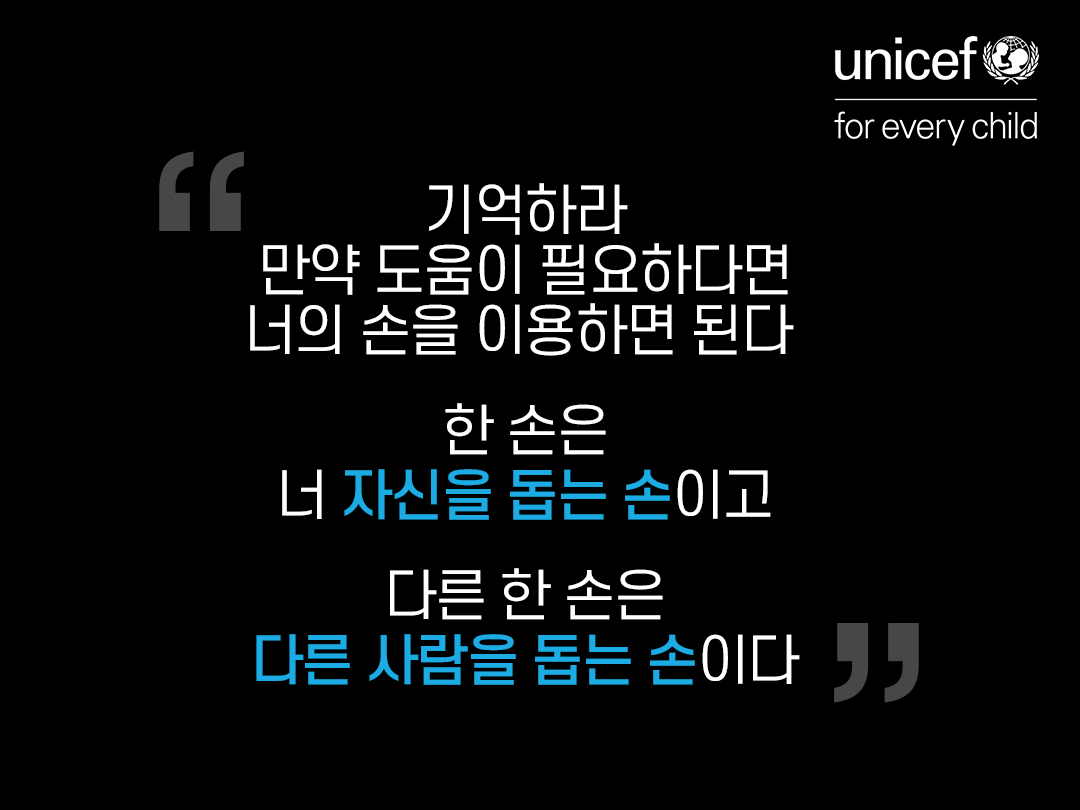 unicef
for every child
“
기억하라
만약 도움이 필요하다면
너의 손을 이용하면 된다
한 손은
너 자신을 돕는 손이고
다른 한 손은
다른 사람을 돕는 손이다
”